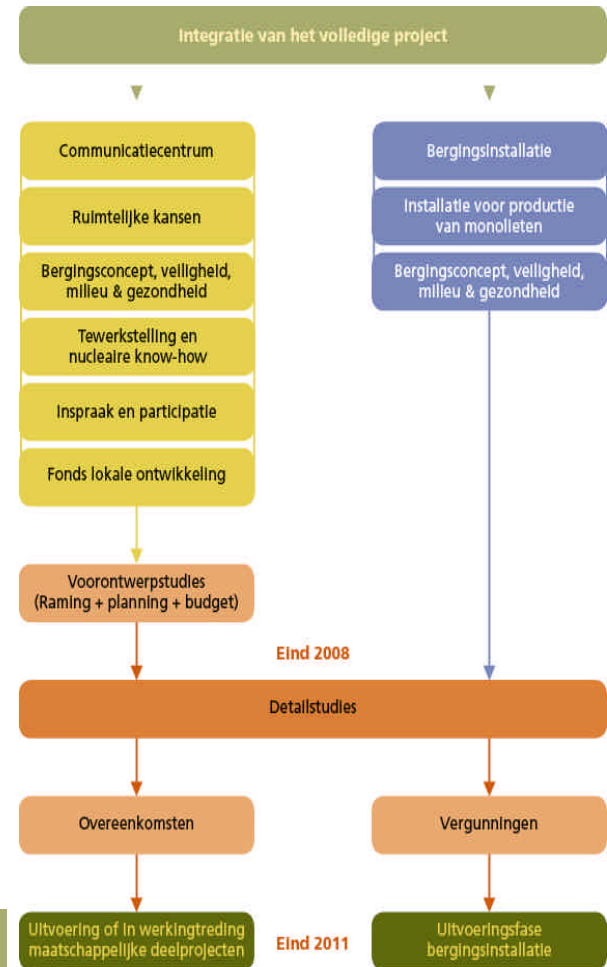 Integratie van het volledige project
Communicatiecentrum
Ruimtelijke kansen
Bergingsconcept, veiligheid,
milieu & gezondheid
Tewerkstelling en
nucleaire know-how
Inspraak en participatie
Fonds lokale ontwikkeling
Bergingsinstallatie
Installatie voor productie
van monolieten
Bergingsconcept, veiligheid,
milieu & gezondheid
Voorontwerpstudies
(Raming + planning + budget)
Eind 2008
Detailstudies
Overeenkomsten
Vergunningen
Uitvoering of in werkingtreding
maatschappelijke deelprojecten
Eind 2011
Uitvoeringsfase
bergingsinstallatie